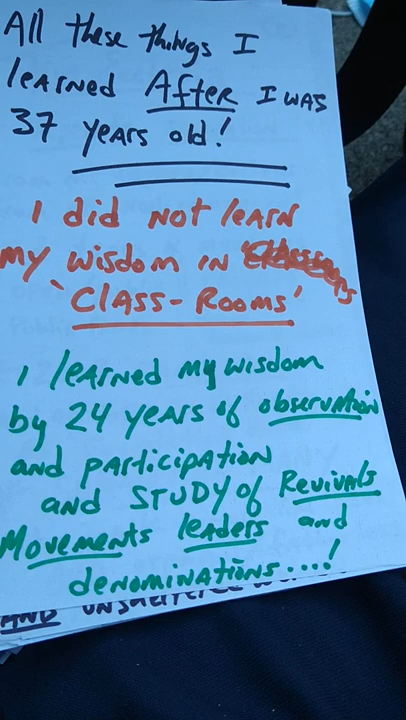 All these things I
learned After I was
37 years old!
I did not learn
my wisdom in
'Class-Rooms'
I learned my wisdom
by 24 years of observation
and participation
and STUDY of Revivals
Movements leaders and
denominations....!
AND